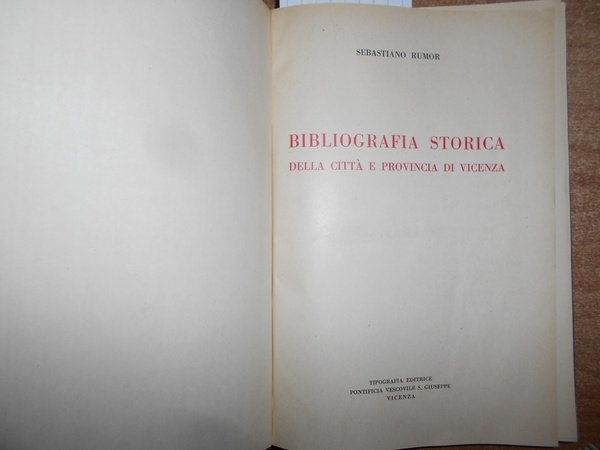 SEBASTIANO RUMOR
BIBLIOGRAFIA STORICA
DELLA CITTÀ E PROVINCIA DI VICENZA
TIPOGRAFIA EDITRICE
PONTIFICIA VESCOVILE S. GIUSEPPE
VICENZA